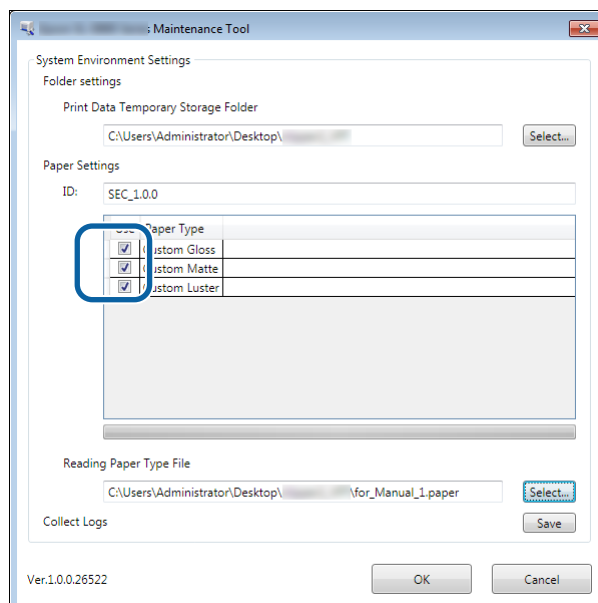 ; Maintenance Tool
System Environment Settings
Folder settings
Print Data Temporary Storage Folder
C:\Users\Administrator\Desktop\
Select...
Paper Settings
ID:
SEC_1.0.0
Use Paper Type
Custom Gloss
Custom Matte
Custom Luster
Reading Paper Type File
C:\Users\Administrator\Desktop\ \for_Manual_1.paper
Select...
Collect Logs
Save
Ver.1.0.0.26522
OK
Cancel